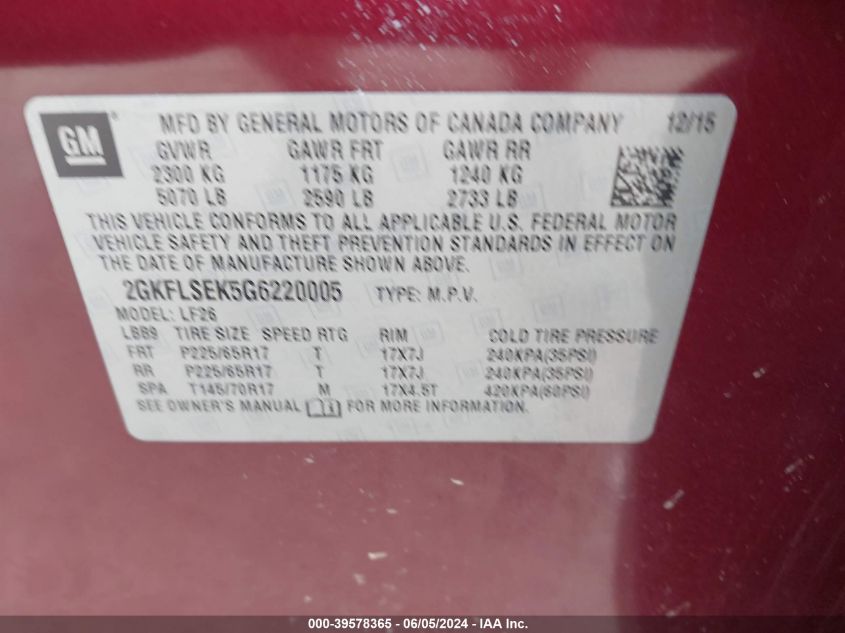 GM ® MFD BY GENERAL MOTORS OF CANADA COMPANY 12/15
GVWR GAWR FRT GAWR RR
2300 KG 1175 KG 1240 KG
5070 LB 2590 LB 2733 LB
THIS VEHICLE CONFORMS TO ALL APPLICABLE U.S. FEDERAL MOTOR
VEHICLE SAFETY AND THEFT PREVENTION STANDARDS IN EFFECT ON
THE DATE OF MANUFACTURE SHOWN ABOVE.
2GKFLSEK5G6220005 TYPE: M.P.V.
MODEL: LF26
LBB9 TIRE SIZE SPEED RTG RIM COLD TIRE PRESSURE
FRT P225/65R17 T 17X7J 240KPA(35PSI)
RR P225/65R17 T 17X7J 240KPA(35PSI)
SPA T145/70R17 M 17X4.5T 420KPA(60PSI)
SEE OWNER'S MANUAL FOR MORE INFORMATION.
000-39578365 - 06/05/2024 - IAA Inc.